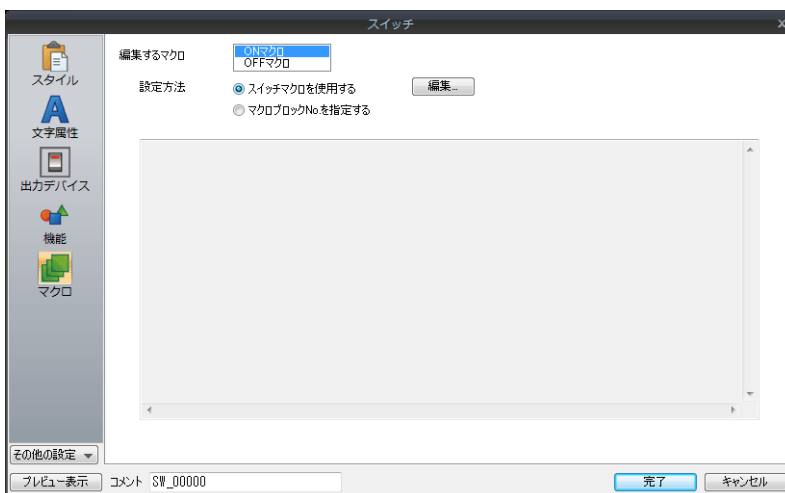 スイッチ
編集するマクロ
ONマクロ
OFFマクロ
設定方法
スイッチマクロを使用する
編集...
マクロブロックNo.を指定する
スタイル
文字属性
出力デバイス
機能
マクロ
その他の設定
プレビュー表示
コメント SW_00000
完了
キャンセル